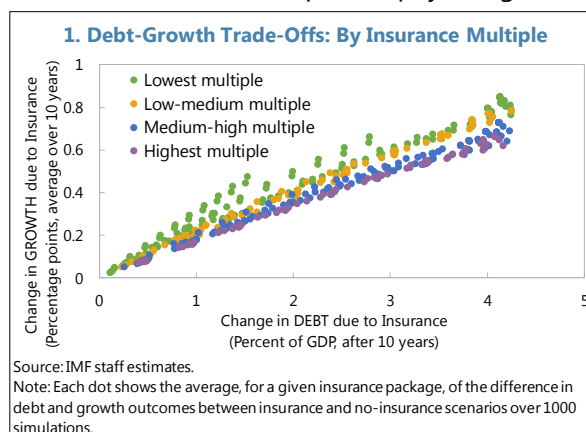 1. Debt-Growth Trade-Offs: By Insurance Multiple
Change in GROWTH due to Insurance
(Percentage points, average over 10 years)
1
0.8
0.6
0.4
0.2
0
Lowest multiple
Low-medium multiple
Medium-high multiple
Highest multiple
0 1 2 3 4 5
Change in DEBT due to Insurance
(Percent of GDP, after 10 years)
Source: IMF staff estimates.
Note: Each dot shows the average, for a given insurance package, of the difference in
debt and growth outcomes between insurance and no-insurance scenarios over 1000
simulations.